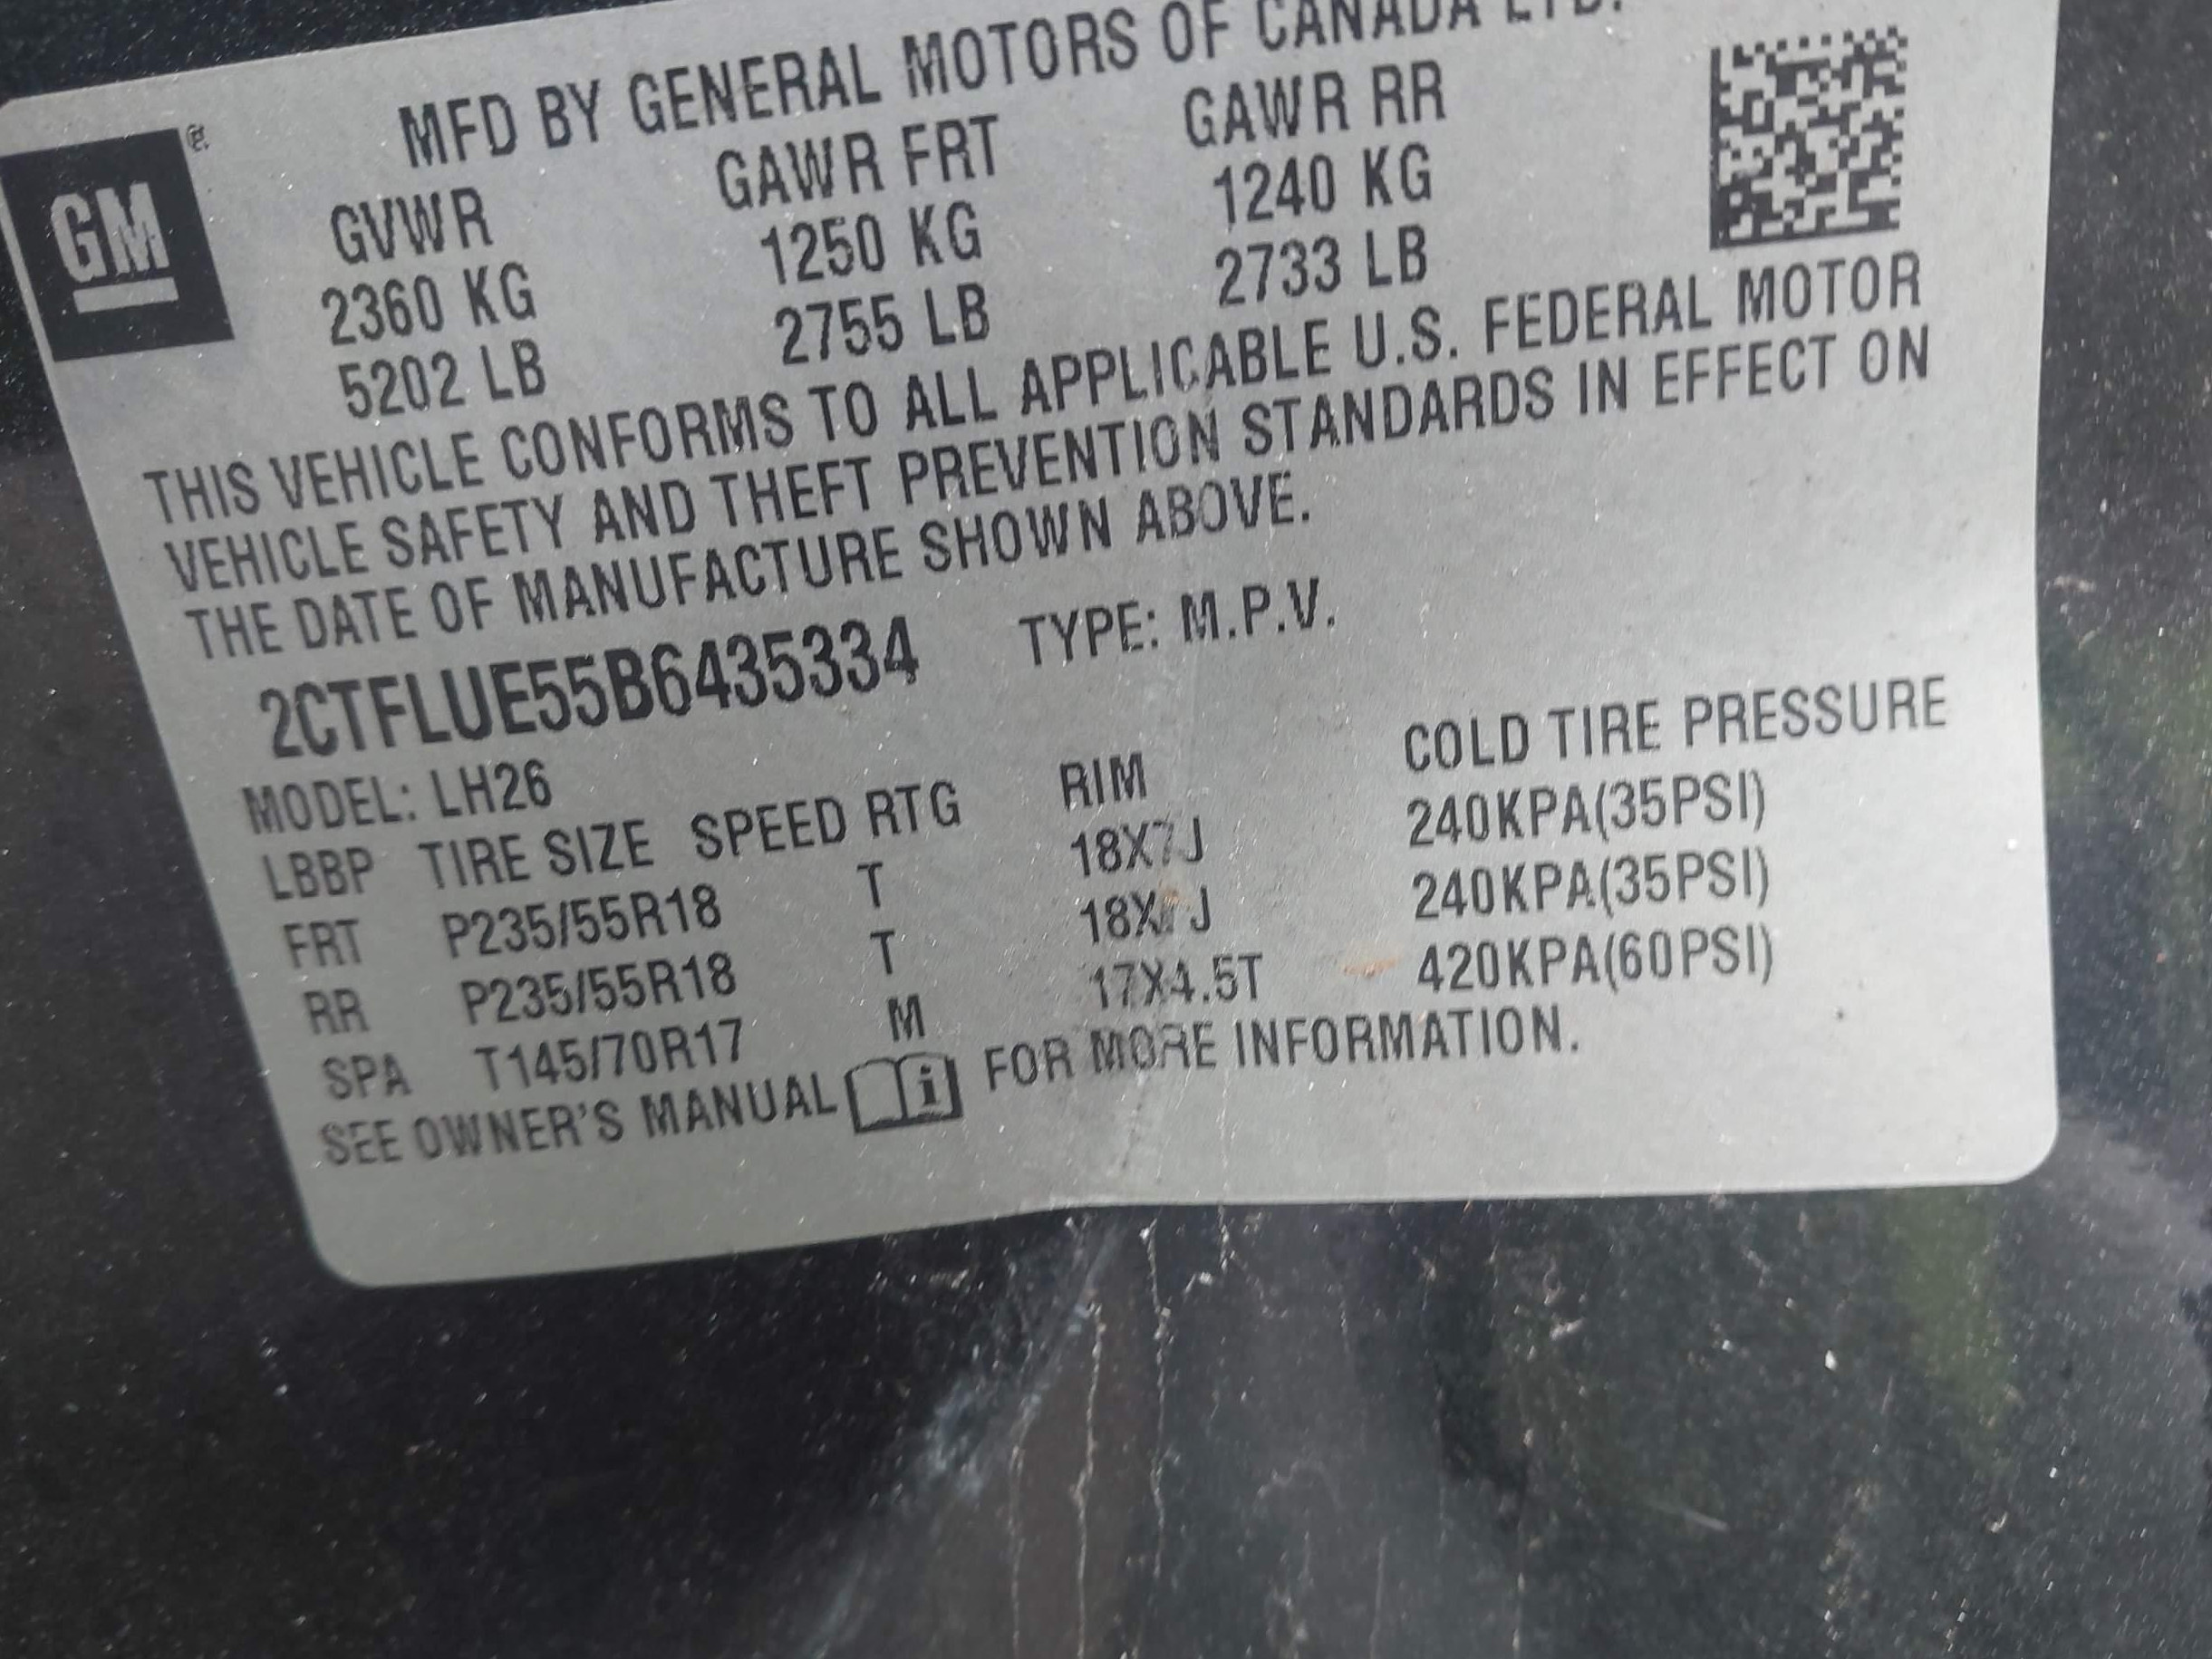 MFD BY GENERAL MOTORS OF CANADA LTD.
GM®
GVWR GAWR FRT GAWR RR
2360 KG 1250 KG 1240 KG
5202 LB 2755 LB 2733 LB
THIS VEHICLE CONFORMS TO ALL APPLICABLE U.S. FEDERAL MOTOR
VEHICLE SAFETY AND THEFT PREVENTION STANDARDS IN EFFECT ON
THE DATE OF MANUFACTURE SHOWN ABOVE.
2CTFLUE55B6435334 TYPE: M.P.V.
MODEL: LH26
LBBP TIRE SIZE SPEED RTG RIM COLD TIRE PRESSURE
FRT P235/55R18 T 18X7J 240KPA(35PSI)
RR P235/55R18 T 18X7J 240KPA(35PSI)
SPA T145/70R17 M 17X4.5T 420KPA(60PSI)
SEE OWNER'S MANUAL i FOR MORE INFORMATION.